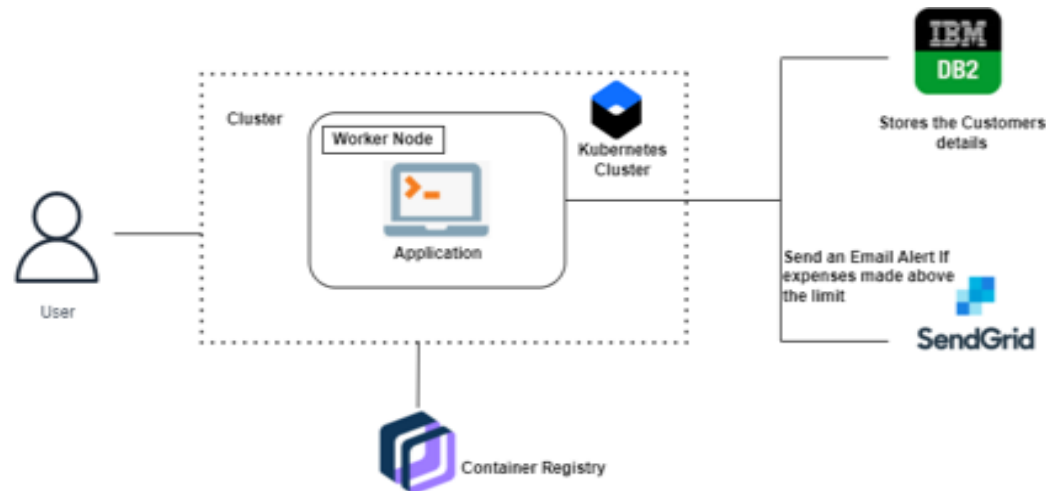 IBM
DB2
Stores the Customers
details
Cluster
Worker Node
Kubernetes
Cluster
Application
User
Send an Email Alert If
expenses made above
the limit
SendGrid
Container Registry